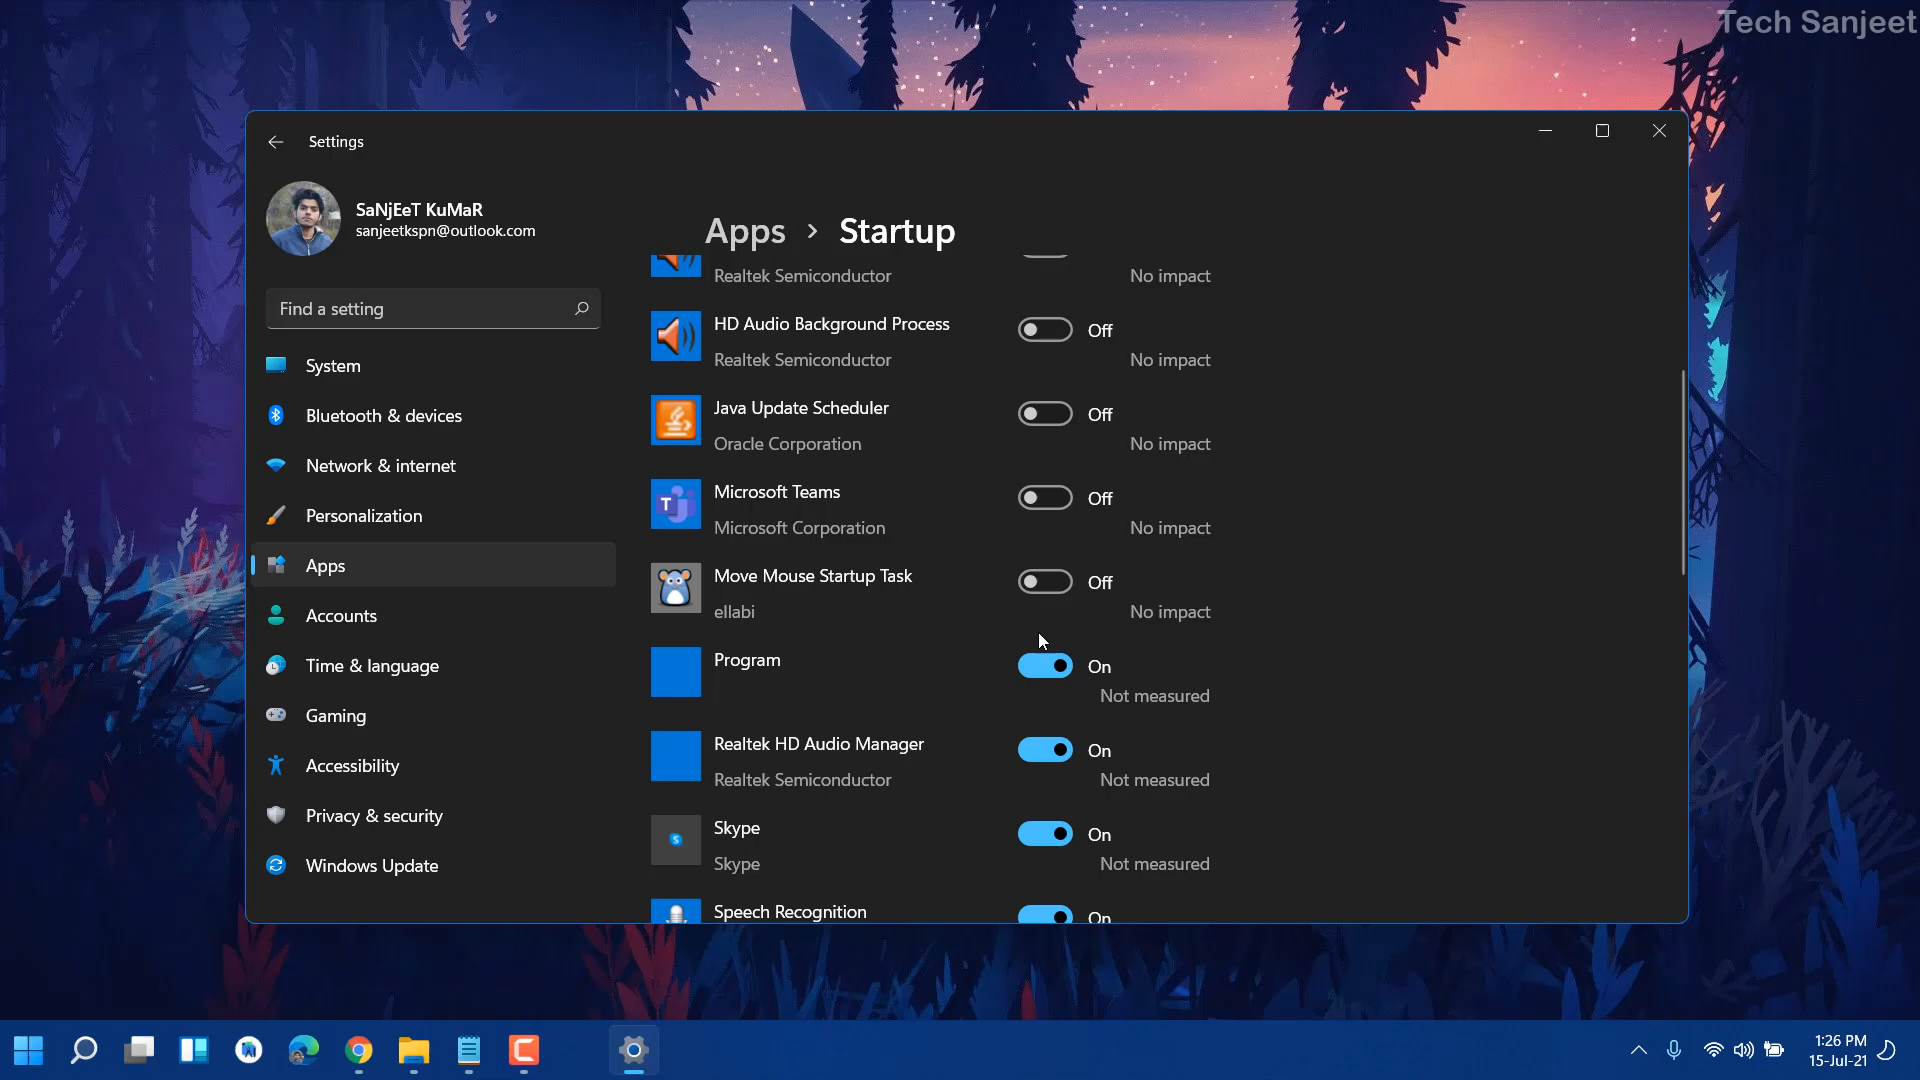 Tech Sanjeet
Settings
SaNjEeT KuMaR
sanjeetkspn@outlook.com
Find a setting
System
Bluetooth & devices
Network & internet
Personalization
Apps
Accounts
Time & language
Gaming
Accessibility
Privacy & security
Windows Update
Apps › Startup
Realtek Semiconductor
No impact
HD Audio Background Process
Off
Realtek Semiconductor
No impact
Java Update Scheduler
Off
Oracle Corporation
No impact
Microsoft Teams
Off
Microsoft Corporation
No impact
Move Mouse Startup Task
Off
ellabi
No impact
Program
On
Not measured
Realtek HD Audio Manager
On
Realtek Semiconductor
Not measured
Skype
On
Skype
Not measured
Speech Recognition
On
1:26 PM
15-Jul-21